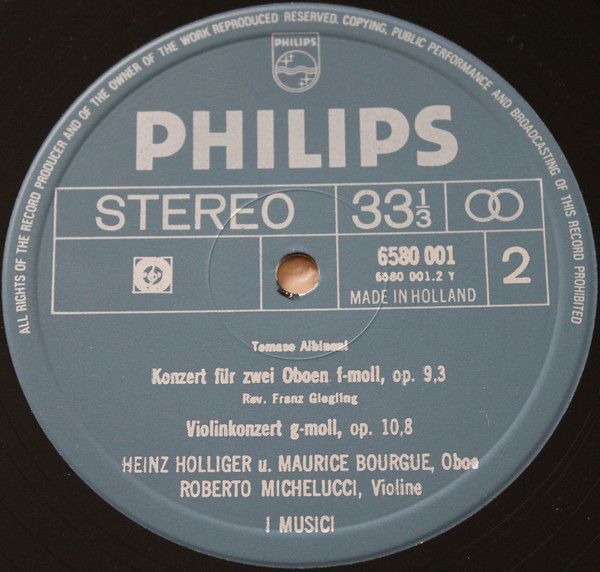 ALL RIGHTS OF THE RECORD PRODUCER AND OF THE OWNER OF THE WORK REPRODUCED RESERVED. COPYING, PUBLIC PERFORMANCE AND BROADCASTING OF THIS RECORD PROHIBITED
PHILIPS
PHILIPS
STEREO 33 1/3
6580 001
6580 001.2 Y
2
MADE IN HOLLAND
Tomaso Albinoni
Konzert für zwei Oboen f-moll, op. 9,3
Rev. Franz Giegling
Violinkonzert g-moll, op. 10,8
HEINZ HOLLIGER u. MAURICE BOURGUE, Oboe
ROBERTO MICHELUCCI, Violine
I MUSICI